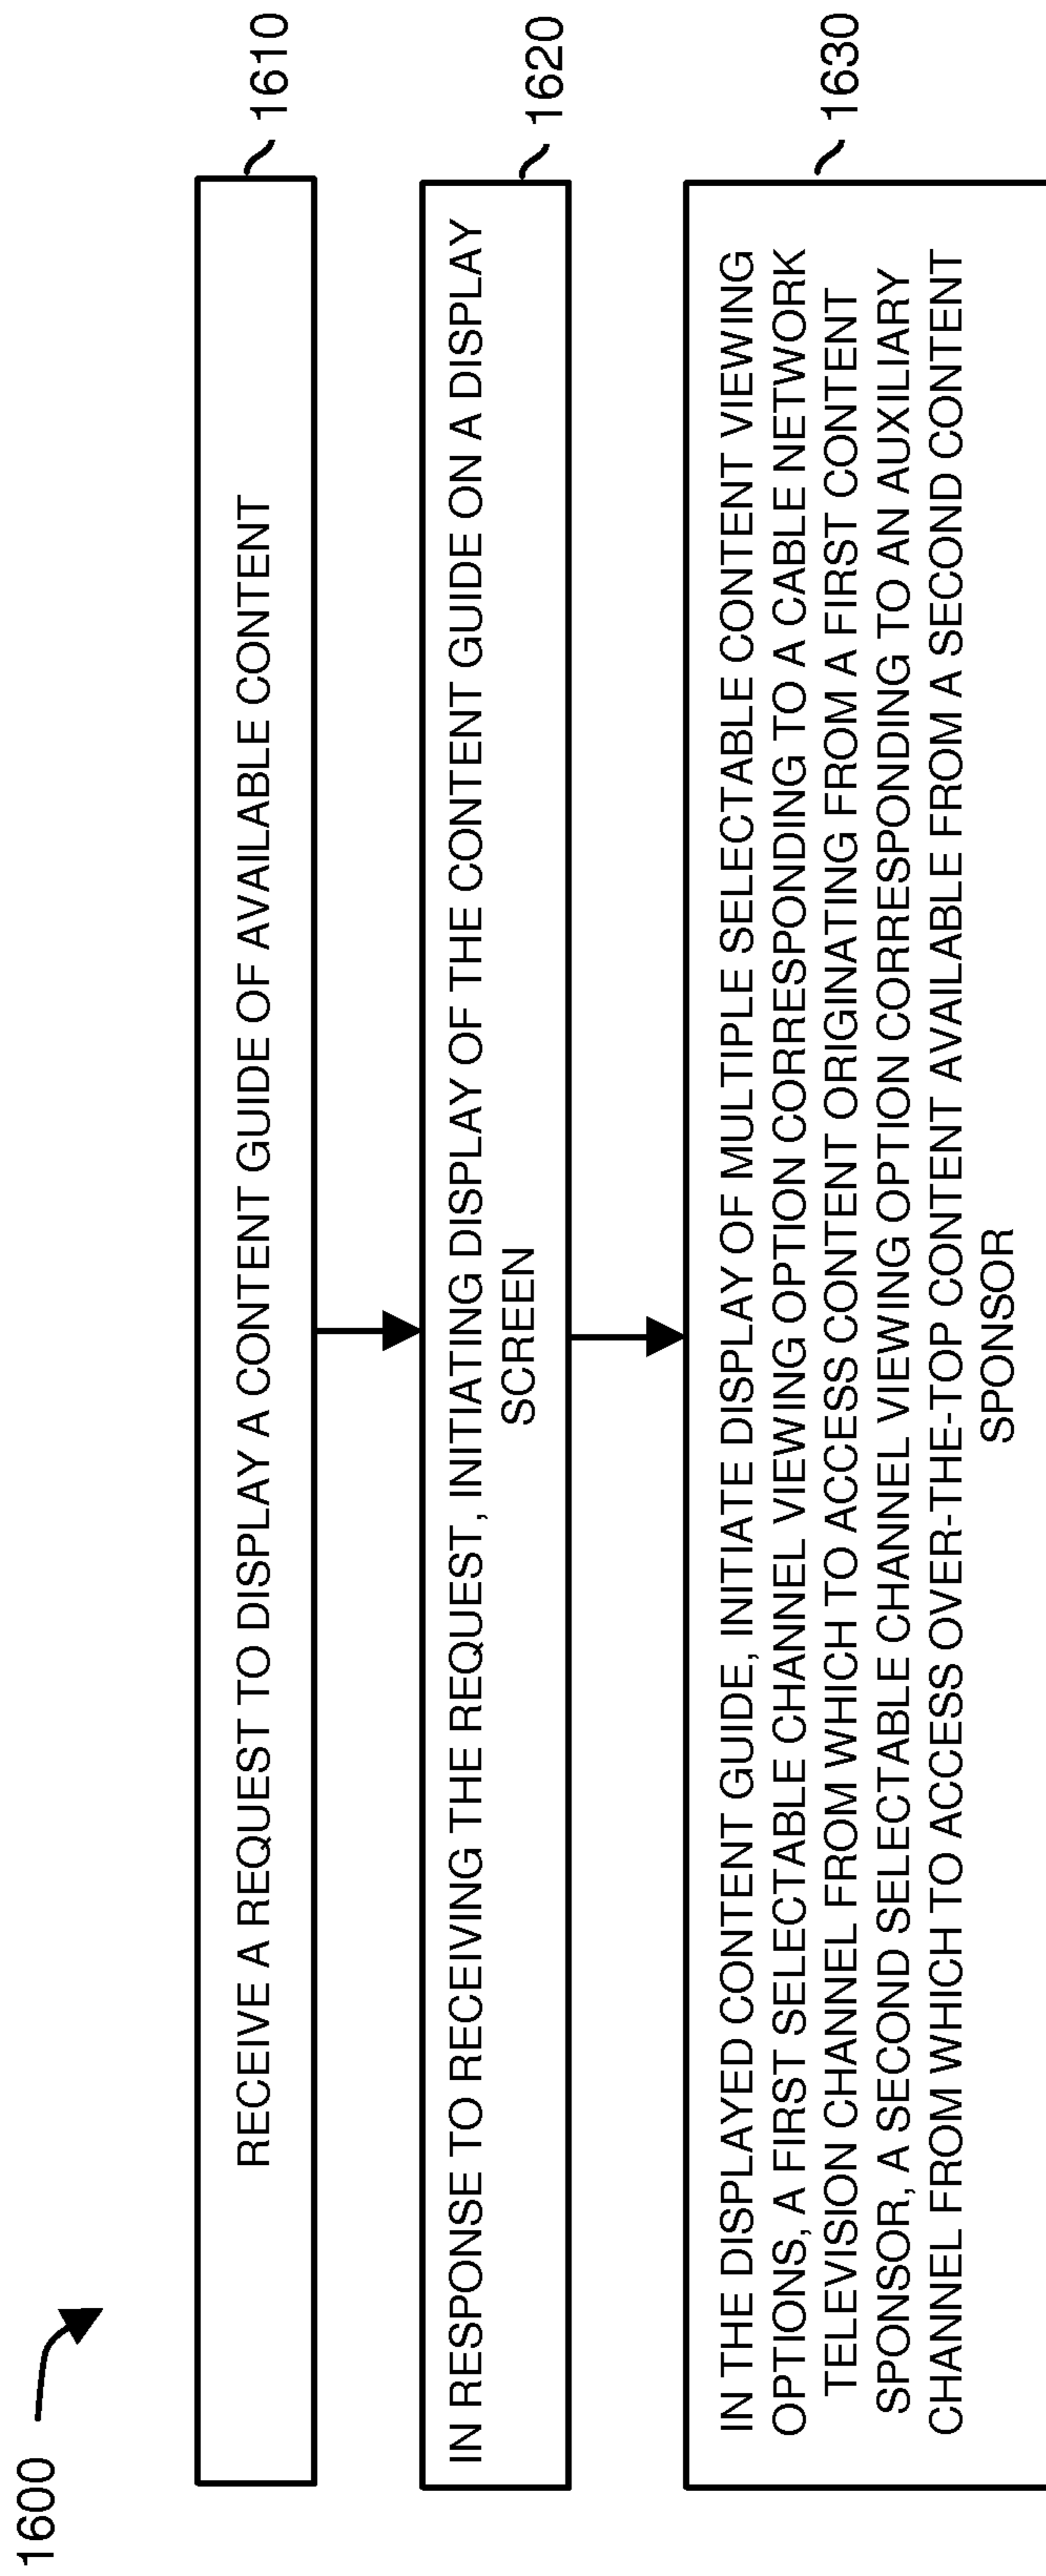 1600
RECEIVE A REQUEST TO DISPLAY A CONTENT GUIDE OF AVAILABLE CONTENT
1610
IN RESPONSE TO RECEIVING THE REQUEST, INITIATING DISPLAY OF THE CONTENT GUIDE ON A DISPLAY
SCREEN
1620
IN THE DISPLAYED CONTENT GUIDE, INITIATE DISPLAY OF MULTIPLE SELECTABLE CONTENT VIEWING
OPTIONS, A FIRST SELECTABLE CHANNEL VIEWING OPTION CORRESPONDING TO A CABLE NETWORK
TELEVISION CHANNEL FROM WHICH TO ACCESS CONTENT ORIGINATING FROM A FIRST CONTENT
SPONSOR, A SECOND SELECTABLE CHANNEL VIEWING OPTION CORRESPONDING TO AN AUXILIARY
CHANNEL FROM WHICH TO ACCESS OVER-THE-TOP CONTENT AVAILABLE FROM A SECOND CONTENT
SPONSOR
1630